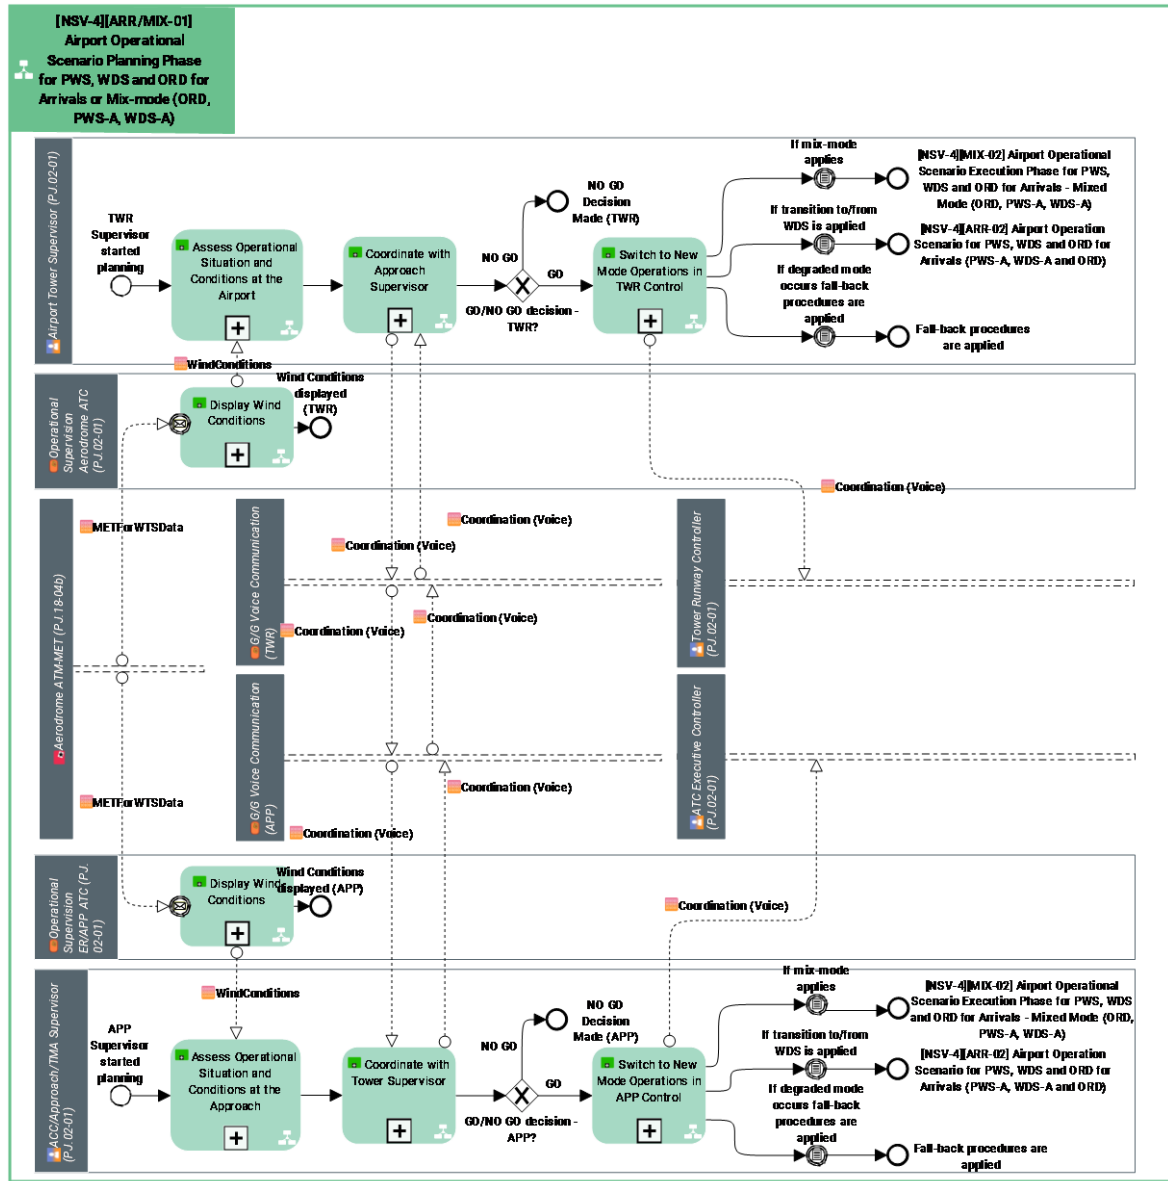 [NSV-4][ARR/MIX-01]
Airport Operational
Scenario Planning Phase
for PWS, WDS and ORD for
Arrivals or Mix-mode (ORD,
PWS-A, WDS-A)
Airport Tower Supervisor (PJ.02-01)
TWR
Supervisor
started
planning
Assess Operational
Situation and
Conditions at the
Airport
Coordinate with
Approach
Supervisor
NO GO
Decision
Made (TWR)
NO GO
GO
GO/NO GO decision -
TWR?
Switch to New
Mode Operations in
TWR Control
If mix-mode
applies
[NSV-4][MIX-02] Airport Operational
Scenario Execution Phase for PWS,
WDS and ORD for Arrivals - Mixed
Mode (ORD, PWS-A, WDS-A)
If transition to/from
WDS is applied
[NSV-4][ARR-02] Airport Operation
Scenario for PWS, WDS and ORD for
Arrivals (PWS-A, WDS-A and ORD)
If degraded mode
occurs fall-back
procedures are
applied
Fall-back procedures
are applied
WindConditions
Operational
Supervision
Aerodrome ATC
(PJ.02-01)
Display Wind
Conditions
Wind Conditions
displayed
(TWR)
Coordination (Voice)
Aerodrome ATM-MET (PJ.18-04b)
METForWTSData
METForWTSData
G/G Voice Communication
(TWR)
Coordination (Voice)
Coordination (Voice)
Coordination (Voice)
Coordination (Voice)
Tower Runway Controller
(PJ.02-01)
G/G Voice Communication
(APP)
Coordination (Voice)
Coordination (Voice)
ATC Executive Controller
(PJ.02-01)
Operational
Supervision
ER/APP ATC (PJ.
02-01)
Display Wind
Conditions
Wind Conditions
displayed (APP)
Coordination (Voice)
WindConditions
ACC/Approach/TMA Supervisor
(PJ.02-01)
APP
Supervisor
started
planning
Assess Operational
Situation and
Conditions at the
Approach
Coordinate with
Tower Supervisor
NO GO
Decision
Made (APP)
NO GO
GO
GO/NO GO decision -
APP?
Switch to New
Mode Operations in
APP Control
If mix-mode
applies
[NSV-4][MIX-02] Airport Operational
Scenario Execution Phase for PWS, WDS
and ORD for Arrivals - Mixed Mode (ORD,
PWS-A, WDS-A)
If transition to/from
WDS is applied
[NSV-4][ARR-02] Airport Operation
Scenario for PWS, WDS and ORD for
Arrivals (PWS-A, WDS-A and ORD)
If degraded mode
occurs fall-back
procedures are
applied
Fall-back procedures are
applied